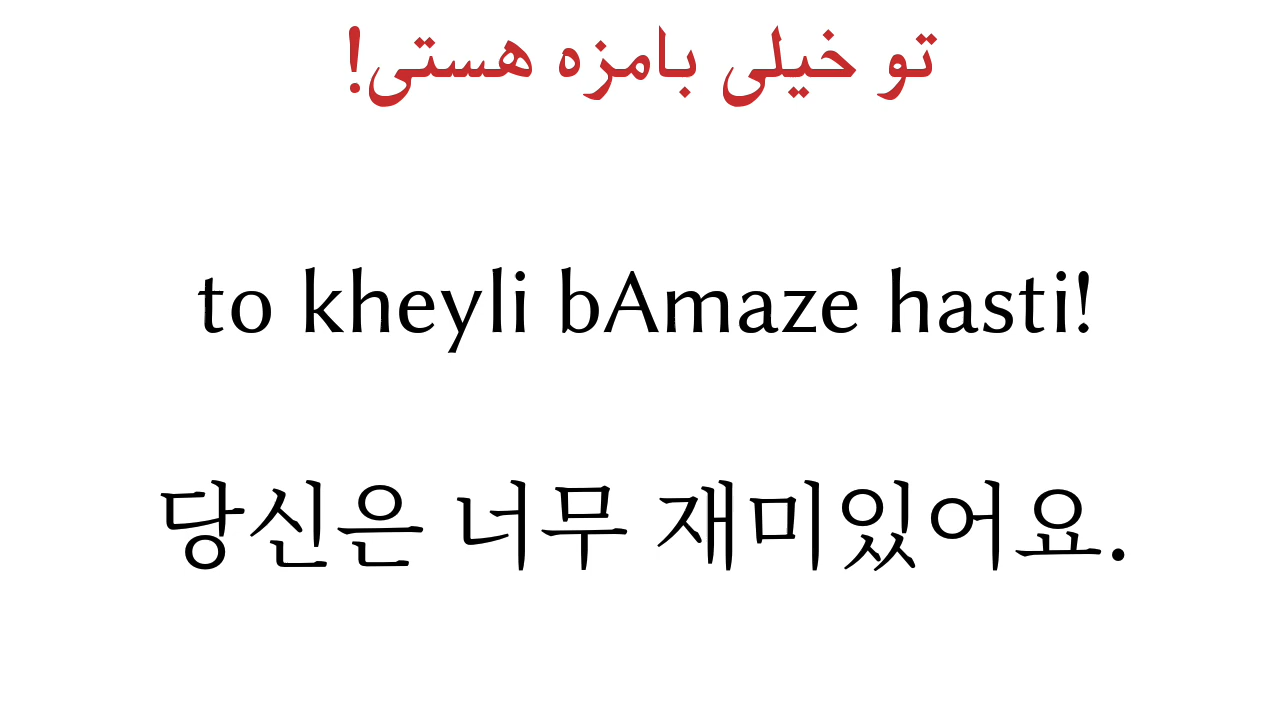 تو خیلی بامزه هستی!
to kheyli bAmaze hasti!
당신은 너무 재미있어요.